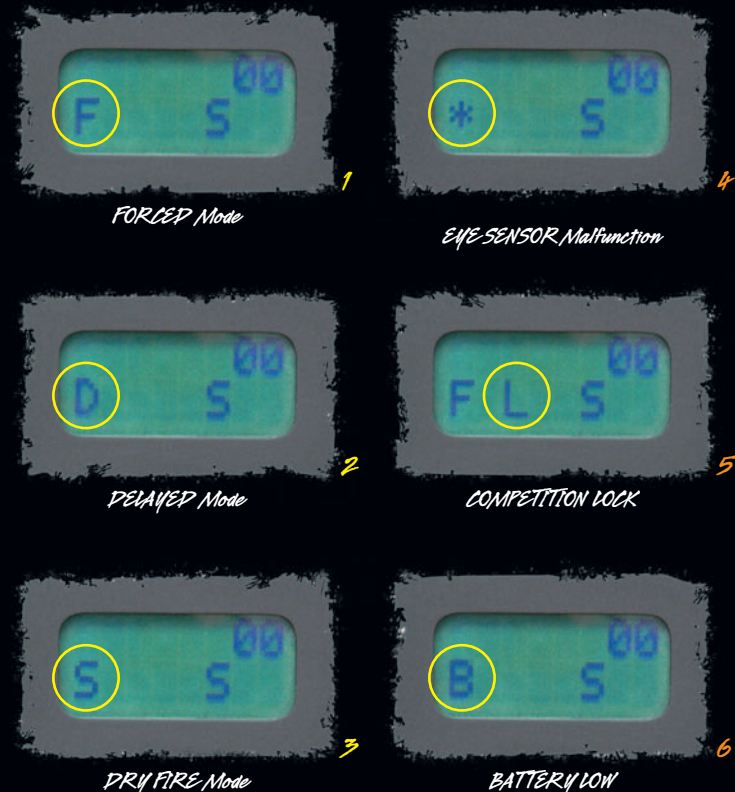 00
F S
1
FORCED Mode
00
* S
4
EYE SENSOR Malfunction
00
D S
2
DELAYED Mode
00
F L S
5
COMPETITION LOCK
00
S S
3
DRY FIRE Mode
00
B S
6
BATTERY LOW